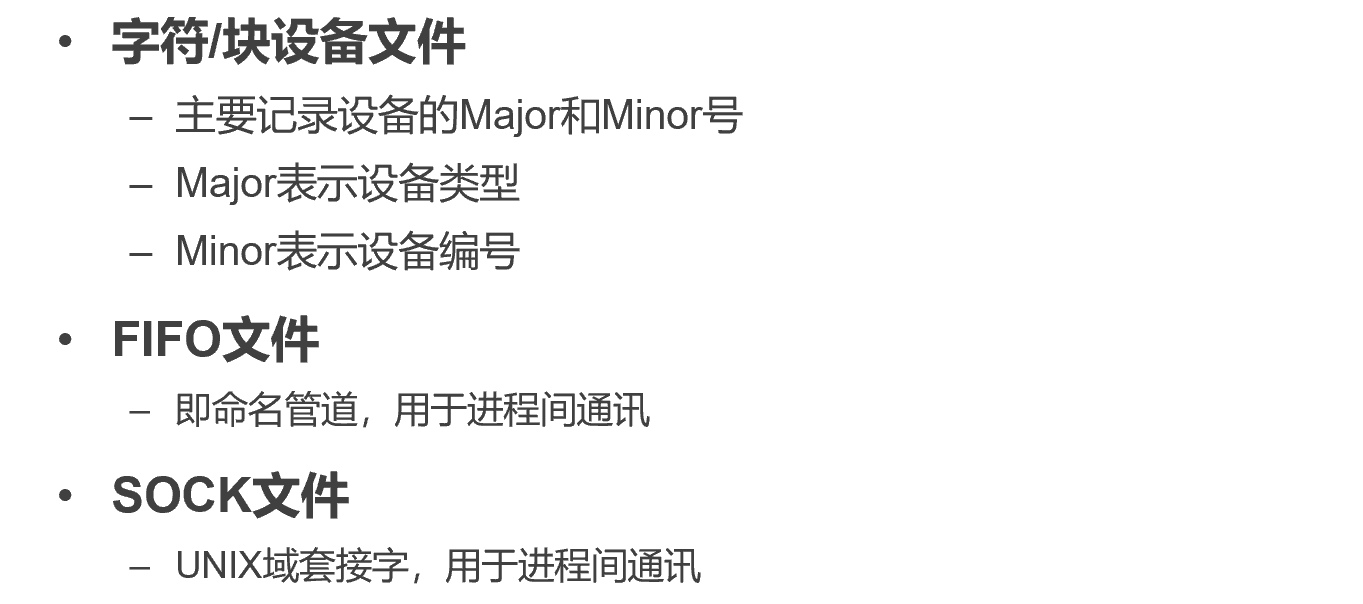 • 字符/块设备文件
– 主要记录设备的Major和Minor号
– Major表示设备类型
– Minor表示设备编号
• FIFO文件
– 即命名管道，用于进程间通讯
• SOCK文件
– UNIX域套接字，用于进程间通讯